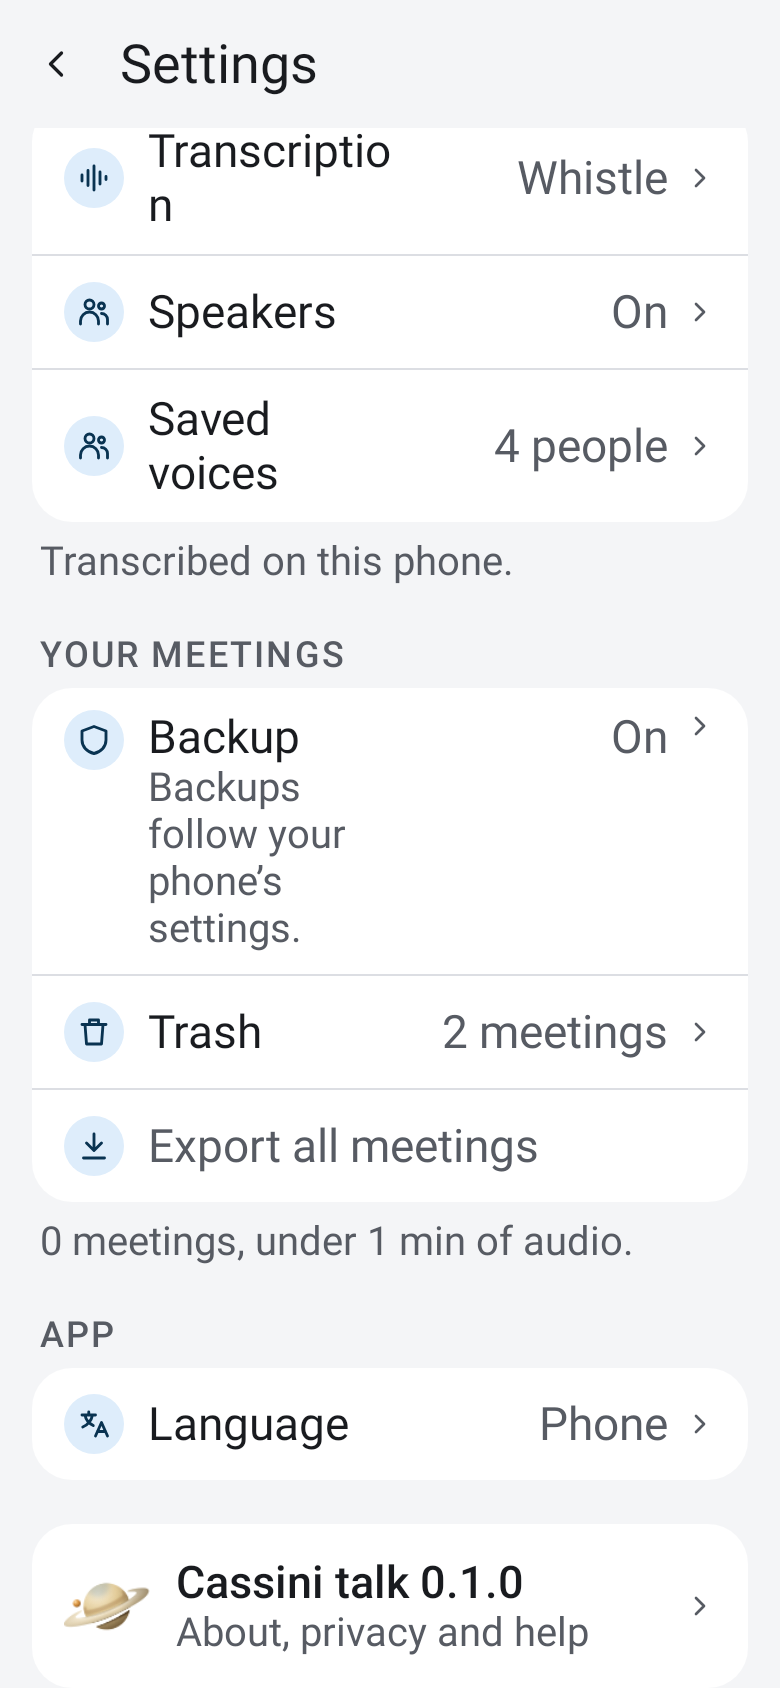 Settings
Transcriptio
n
Whistle
Speakers
On
Saved
voices
4 people
Transcribed on this phone.
YOUR MEETINGS
Backup
On
Backups
follow your
phone’s
settings.
Trash
2 meetings
Export all meetings
0 meetings, under 1 min of audio.
APP
Language
Phone
Cassini talk 0.1.0
About, privacy and help